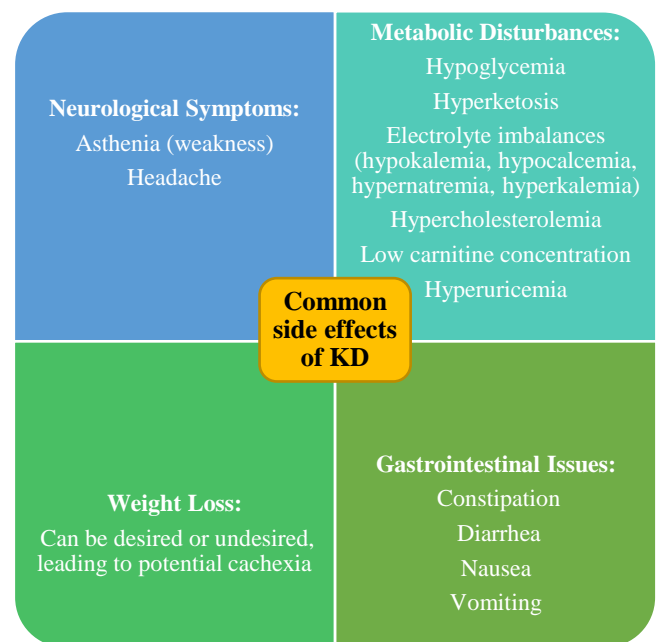 Neurological Symptoms:
Asthenia (weakness)
Headache
Metabolic Disturbances:
Hypoglycemia
Hyperketosis
Electrolyte imbalances
(hypokalemia, hypocalcemia,
hypernatremia, hyperkalemia)
Hypercholesterolemia
Low carnitine concentration
Hyperuricemia
Common
side effects
of KD
Weight Loss:
Can be desired or undesired,
leading to potential cachexia
Gastrointestinal Issues:
Constipation
Diarrhea
Nausea
Vomiting